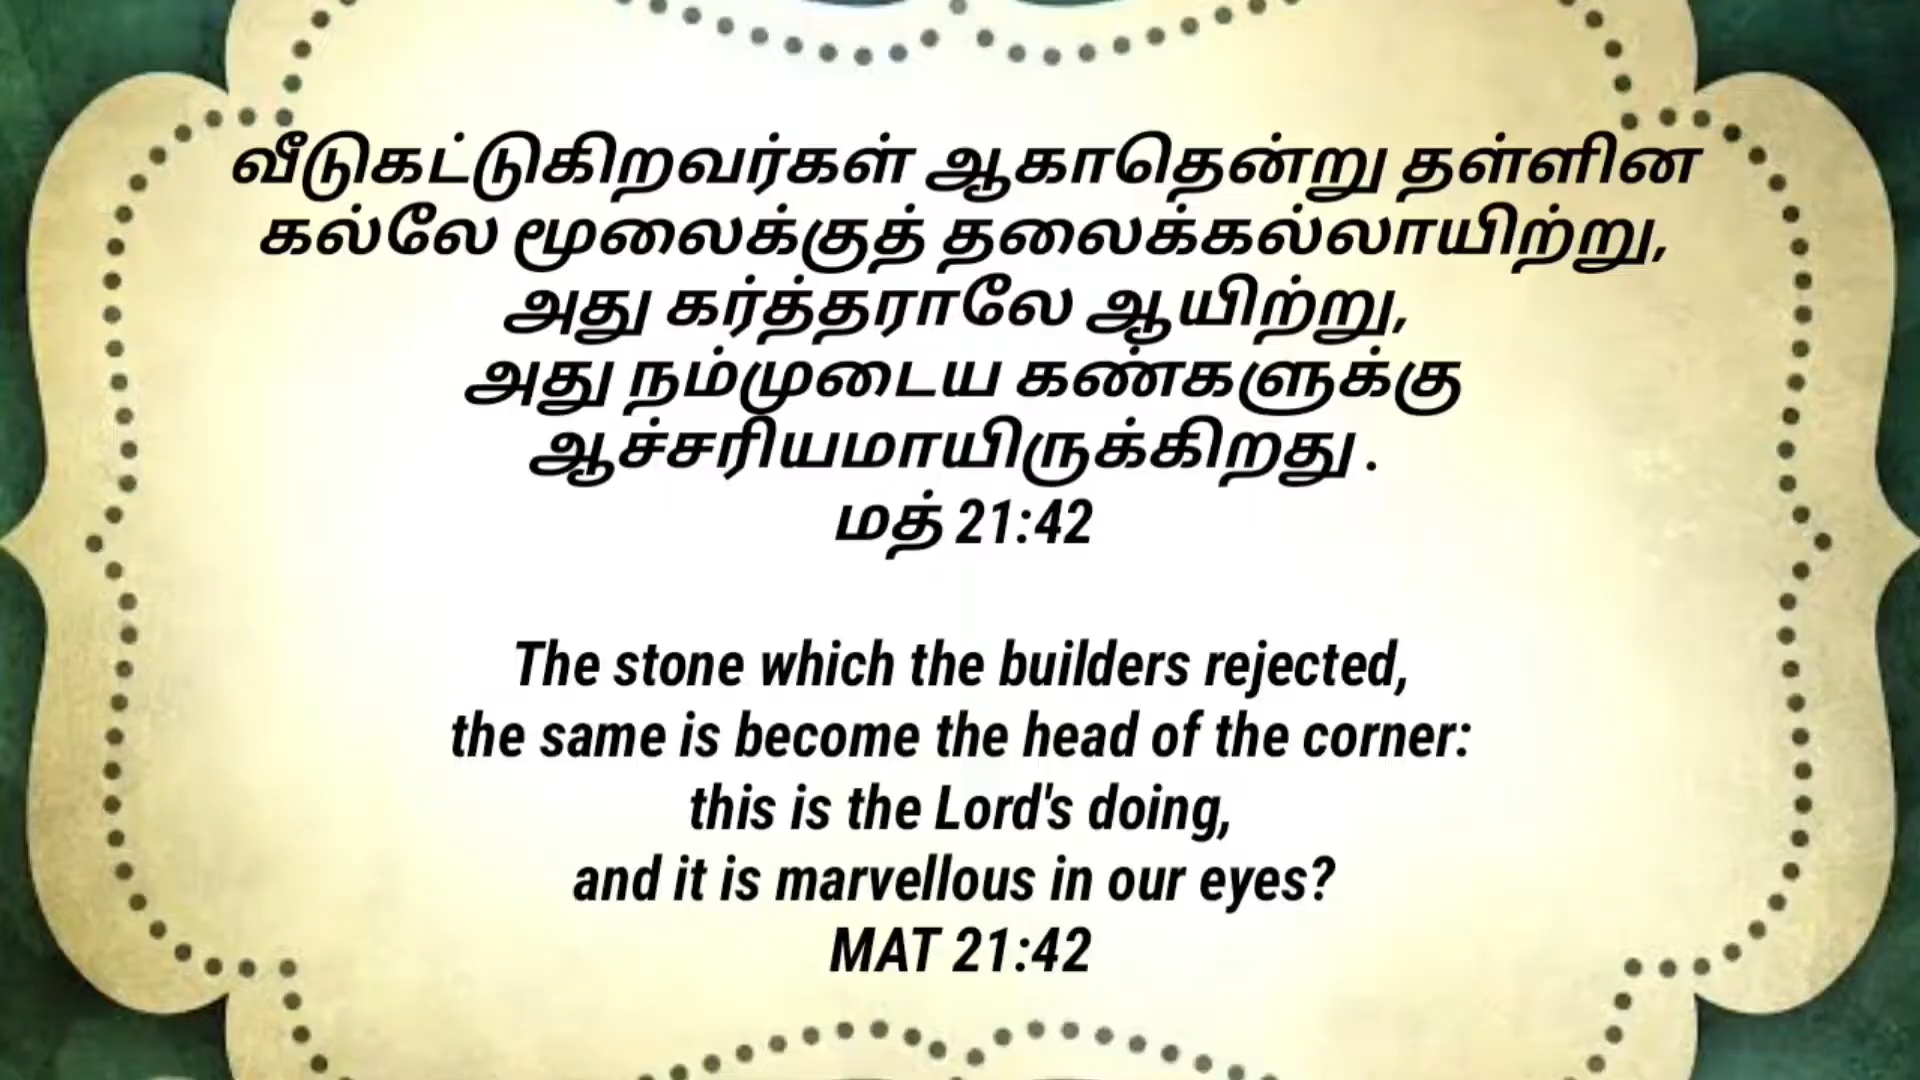 வீடுகட்டுகிறவர்கள் ஆகாதென்று தள்ளின
கல்லே மூலைக்குத் தலைக்கல்லாயிற்று,
அது கர்த்தராலே ஆயிற்று,
அது நம்முடைய கண்களுக்கு
ஆச்சரியமாயிருக்கிறது .
மத் 21:42
The stone which the builders rejected,
the same is become the head of the corner:
this is the Lord's doing,
and it is marvellous in our eyes?
MAT 21:42